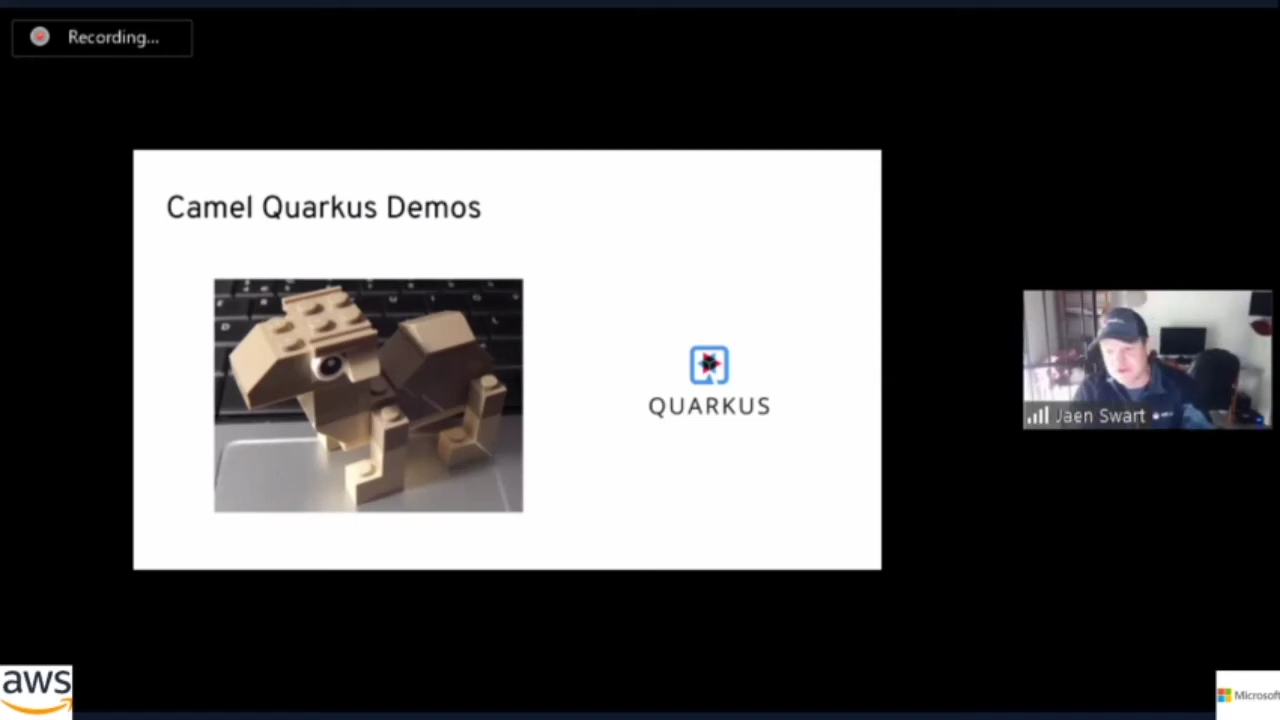 Recording...
Camel Quarkus Demos
QUARKUS
Jaen Swart
aws
Microsoft